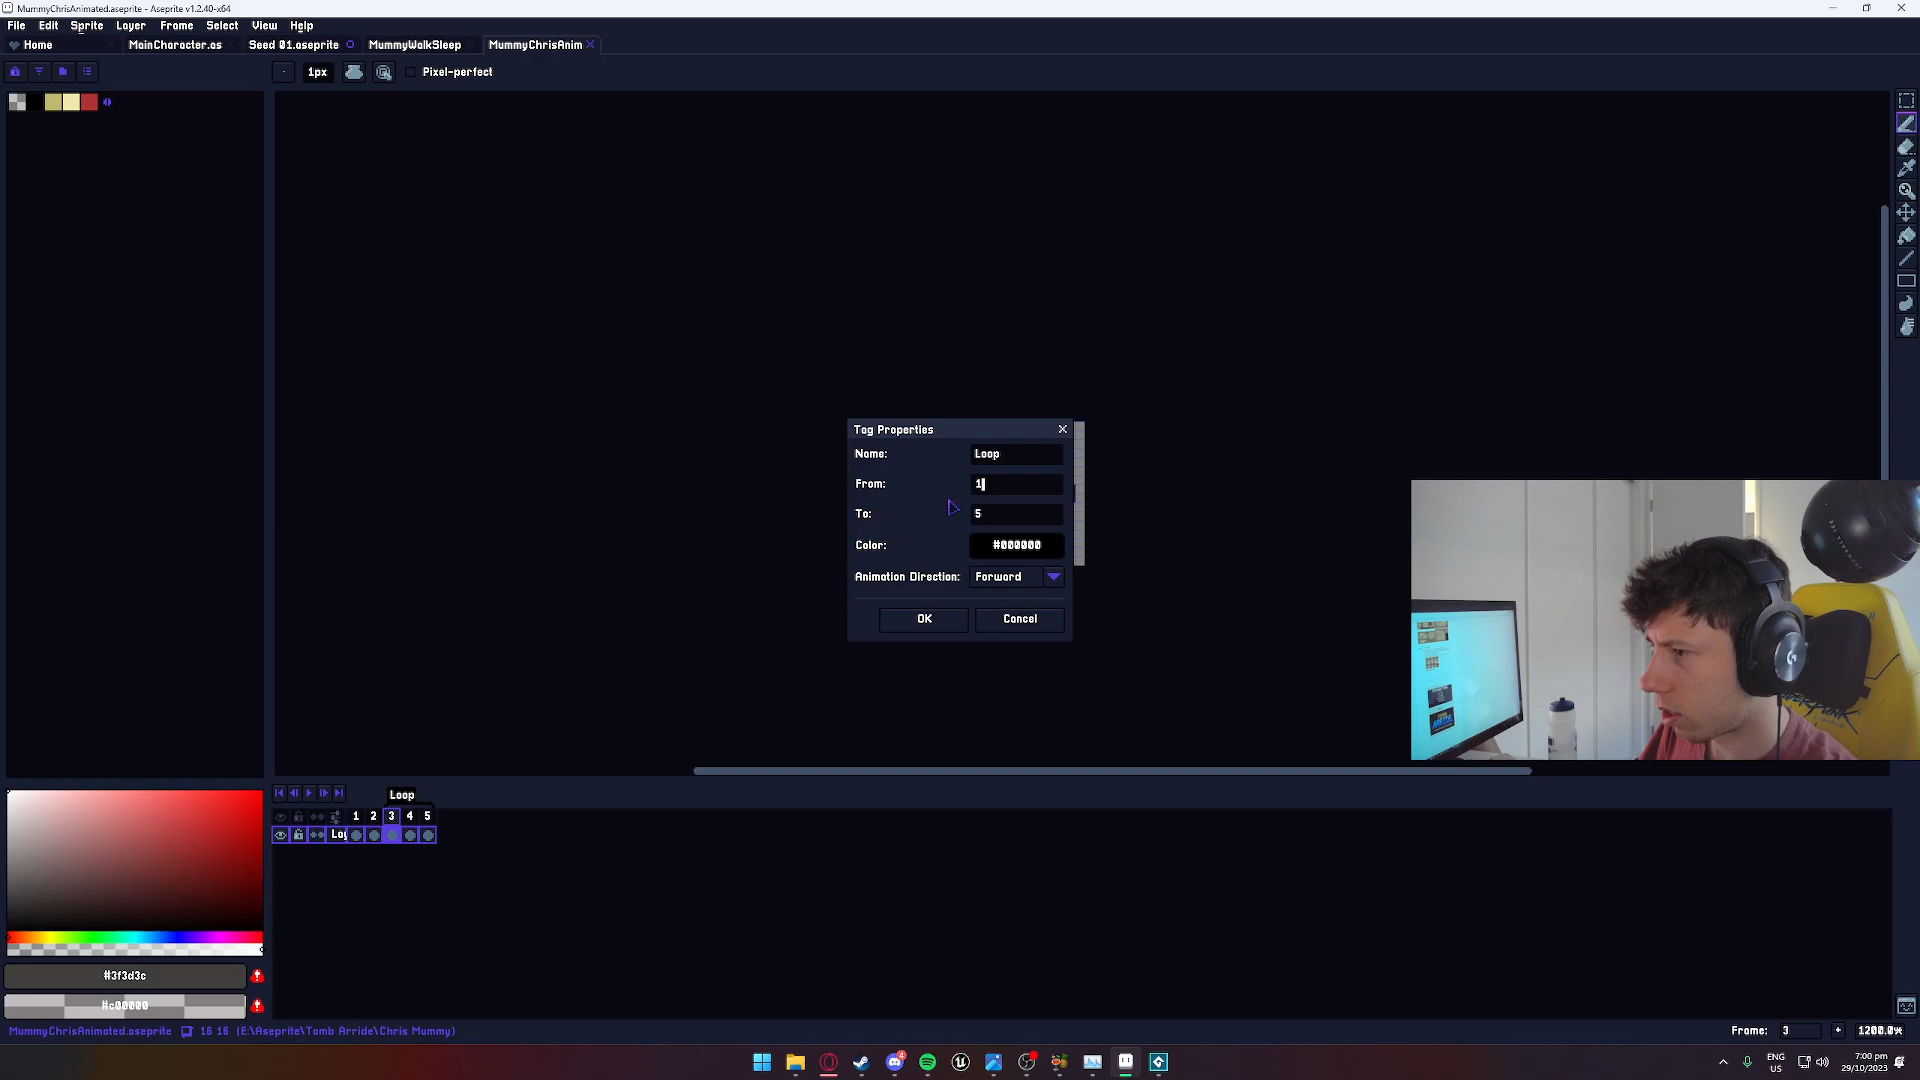 MummyChrisAnimated.aseprite - Aseprite v1.2.40-x64
File Edit Sprite Layer Frame Select View Help
Home MainCharacter.as Seed 01.aseprite MummyWalkSleep MummyChrisAnim
1px Pixel-perfect
Tag Properties
Name: Loop
From: 1
To: 5
Color: #000000
Animation Direction: Forward
OK Cancel
Loop
1 2 3 4 5
#3f3d3c
#c00000
MummyChrisAnimated.aseprite 16 16 (E:\Aseprite\Tomb Arride\Chris Mummy)
Frame: 3 + 1200.0%
4
ENG
US
7:00 pm
29/10/2023